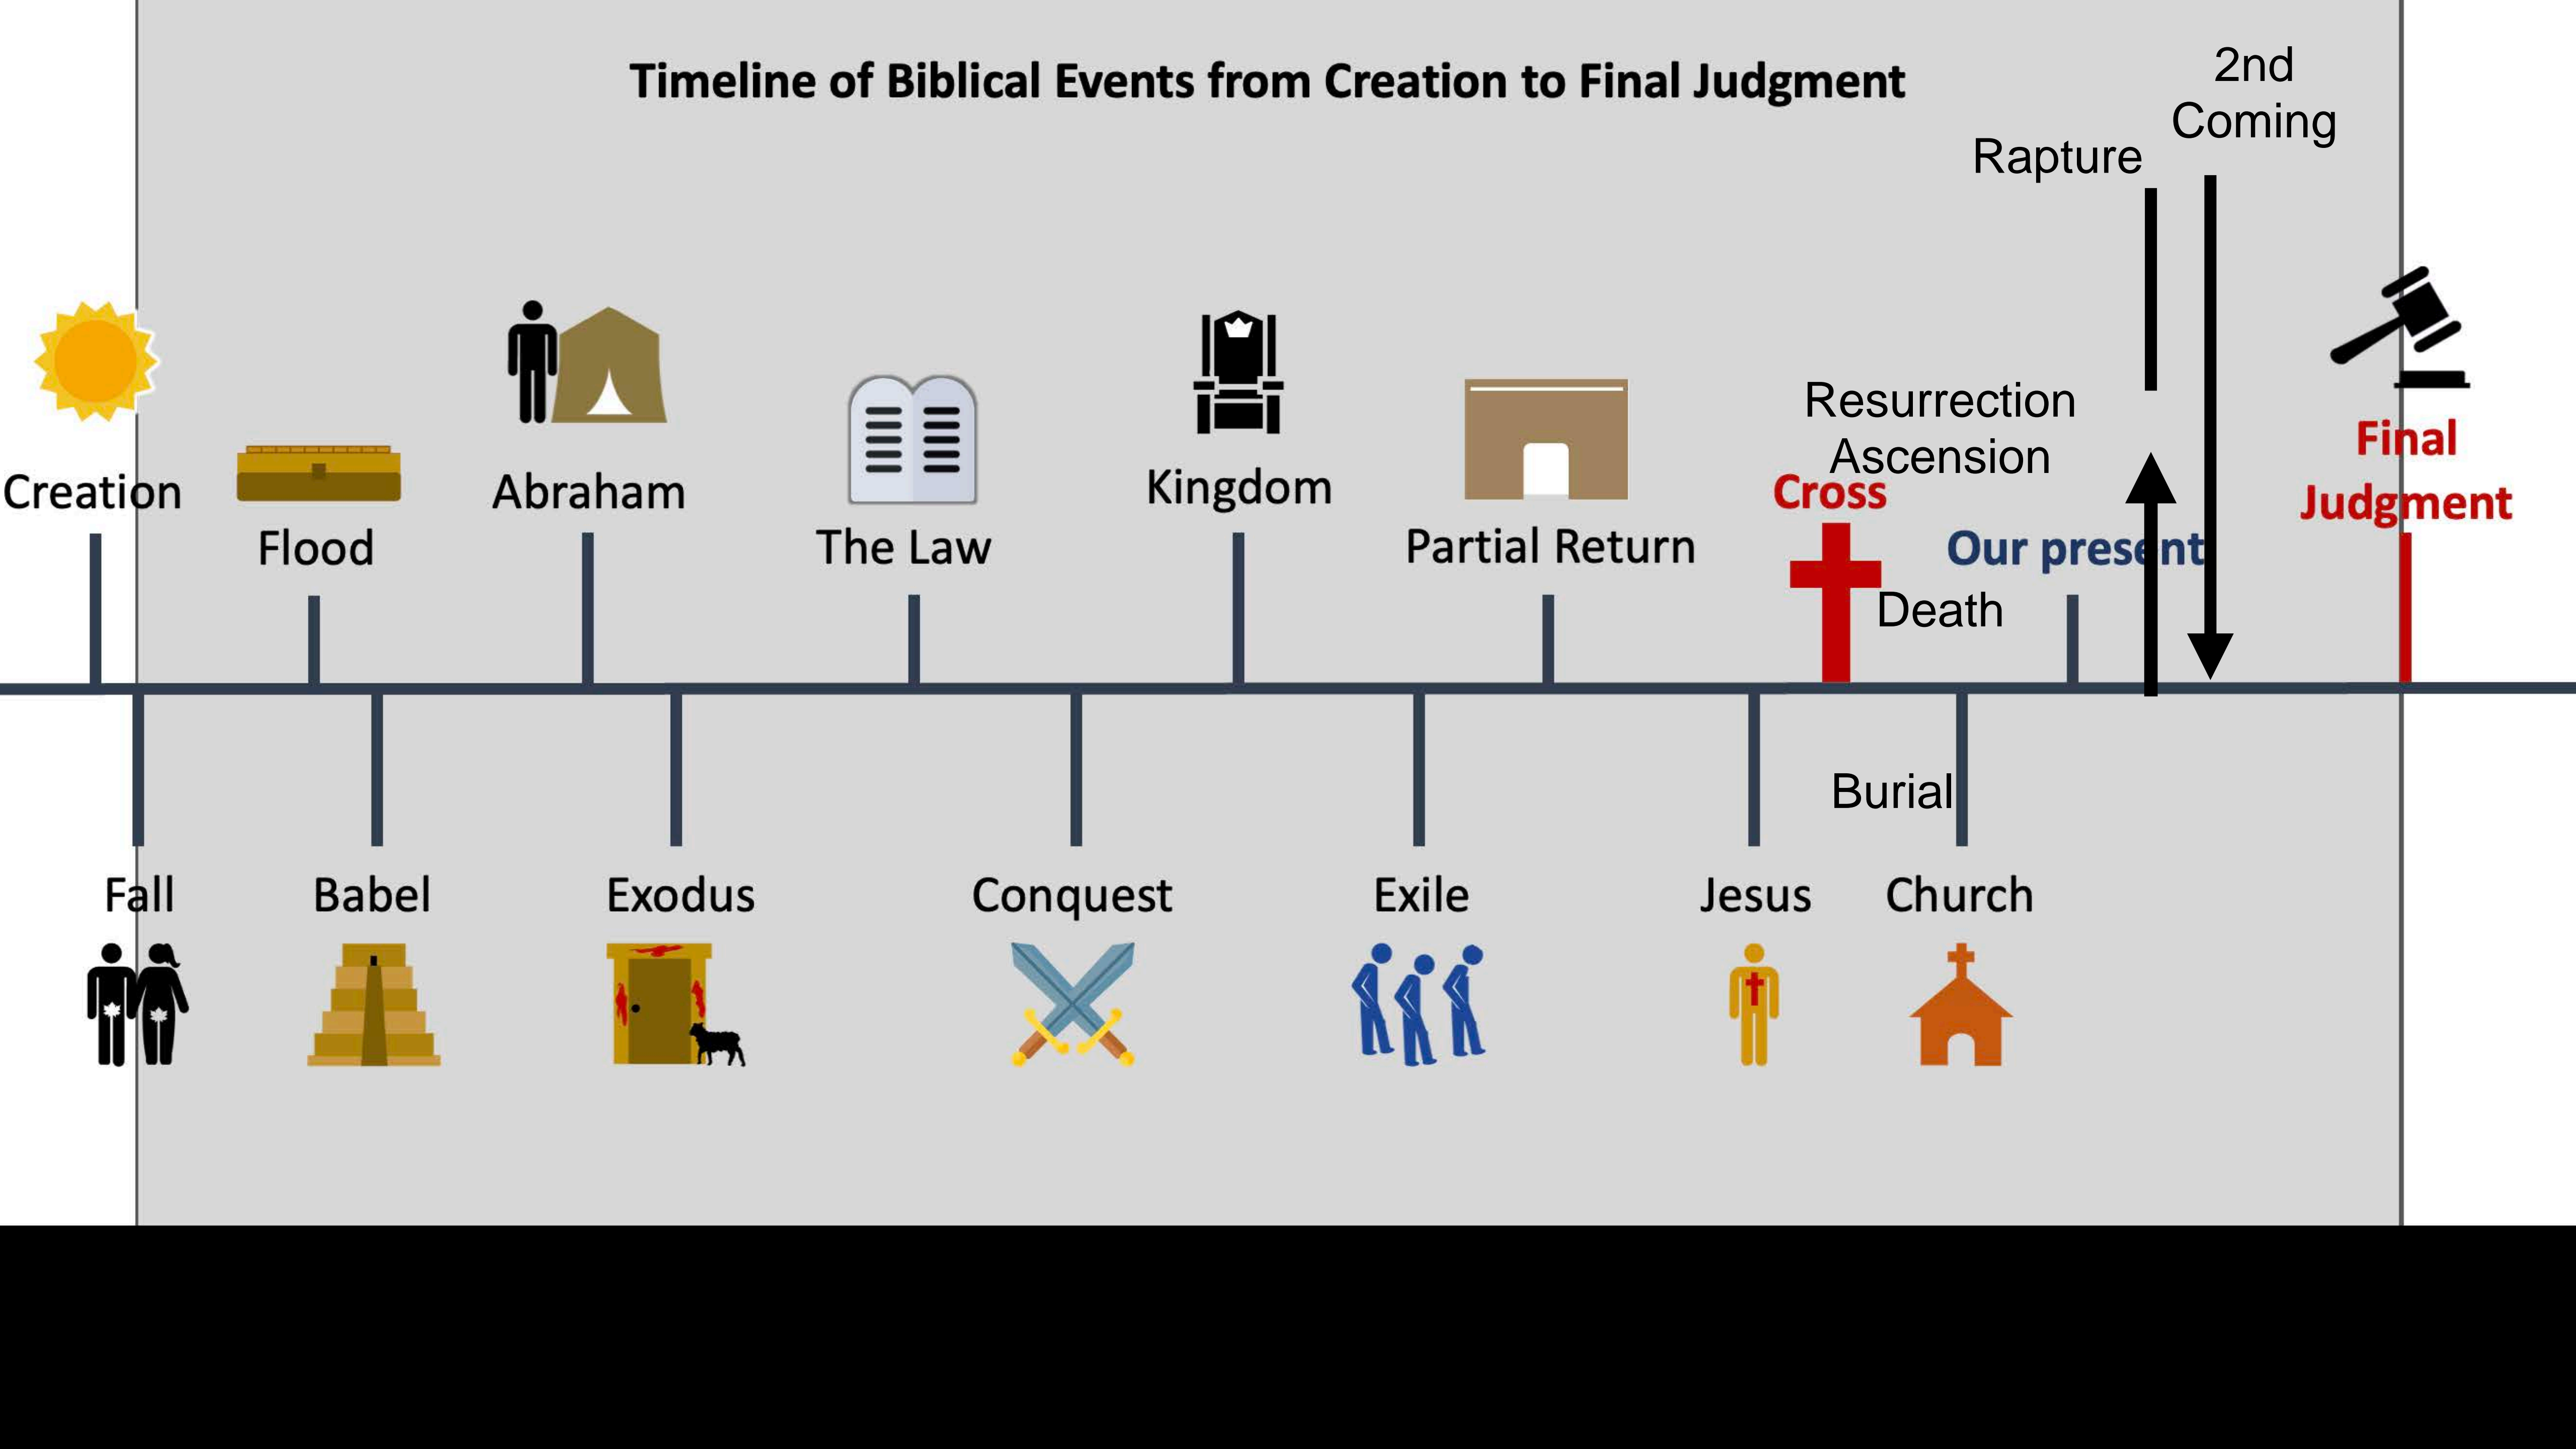 Timeline of Biblical Events from Creation to Final Judgment
2nd
Coming
Rapture
Creation
Flood
Abraham
The Law
Kingdom
Partial Return
Resurrection
Ascension
Cross
Death
Our present
Final
Judgment
Burial
Fall
Babel
Exodus
Conquest
Exile
Jesus
Church